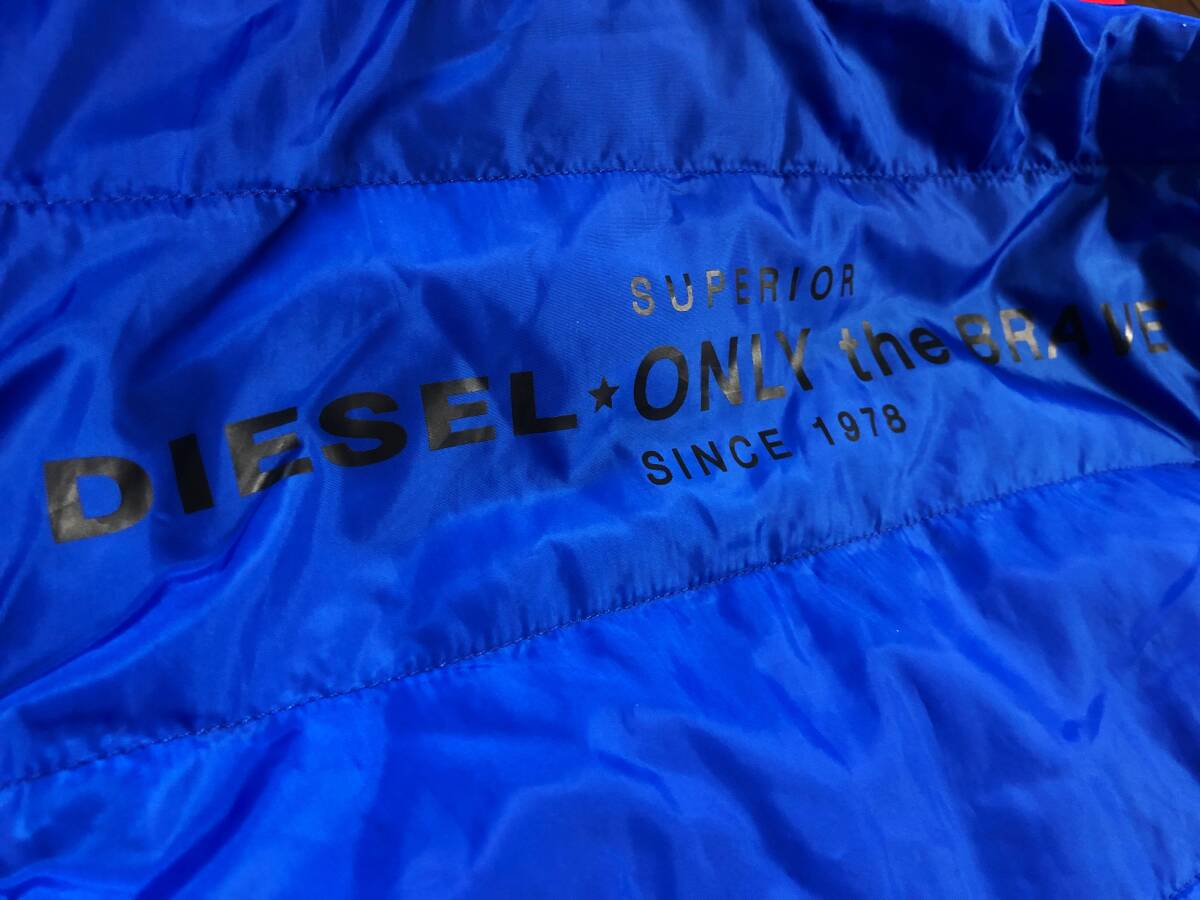 SUPERIOR
DIESEL★ONLY the BRAVE
SINCE 1978